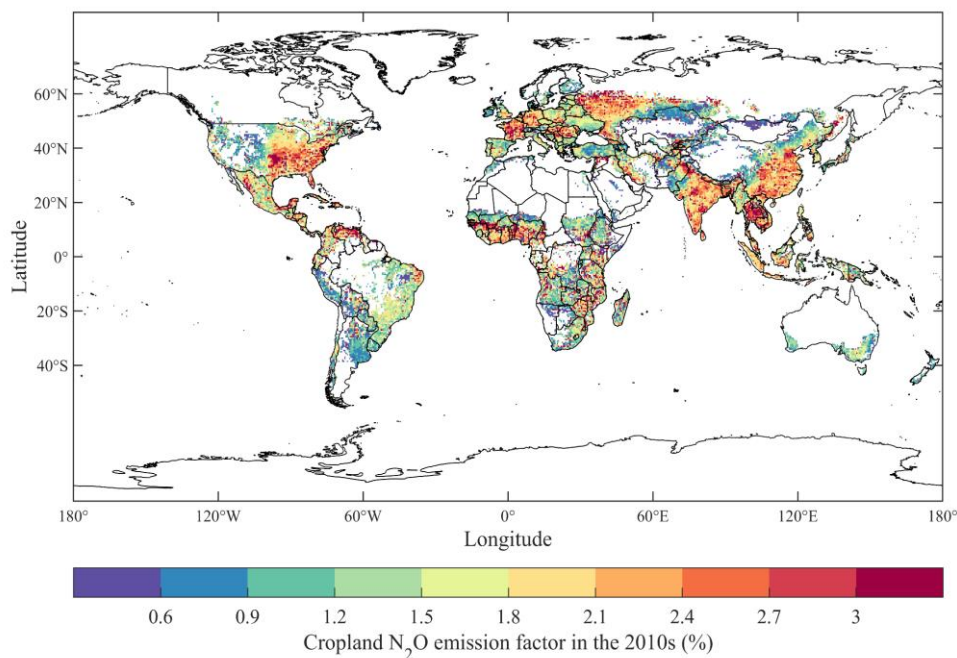 60°N
40°N
20°N
0°
20°S
40°S
Latitude
180° 120°W 60°W 0° 60°E 120°E 180°
Longitude
0.6 0.9 1.2 1.5 1.8 2.1 2.4 2.7 3
Cropland N₂O emission factor in the 2010s (%)